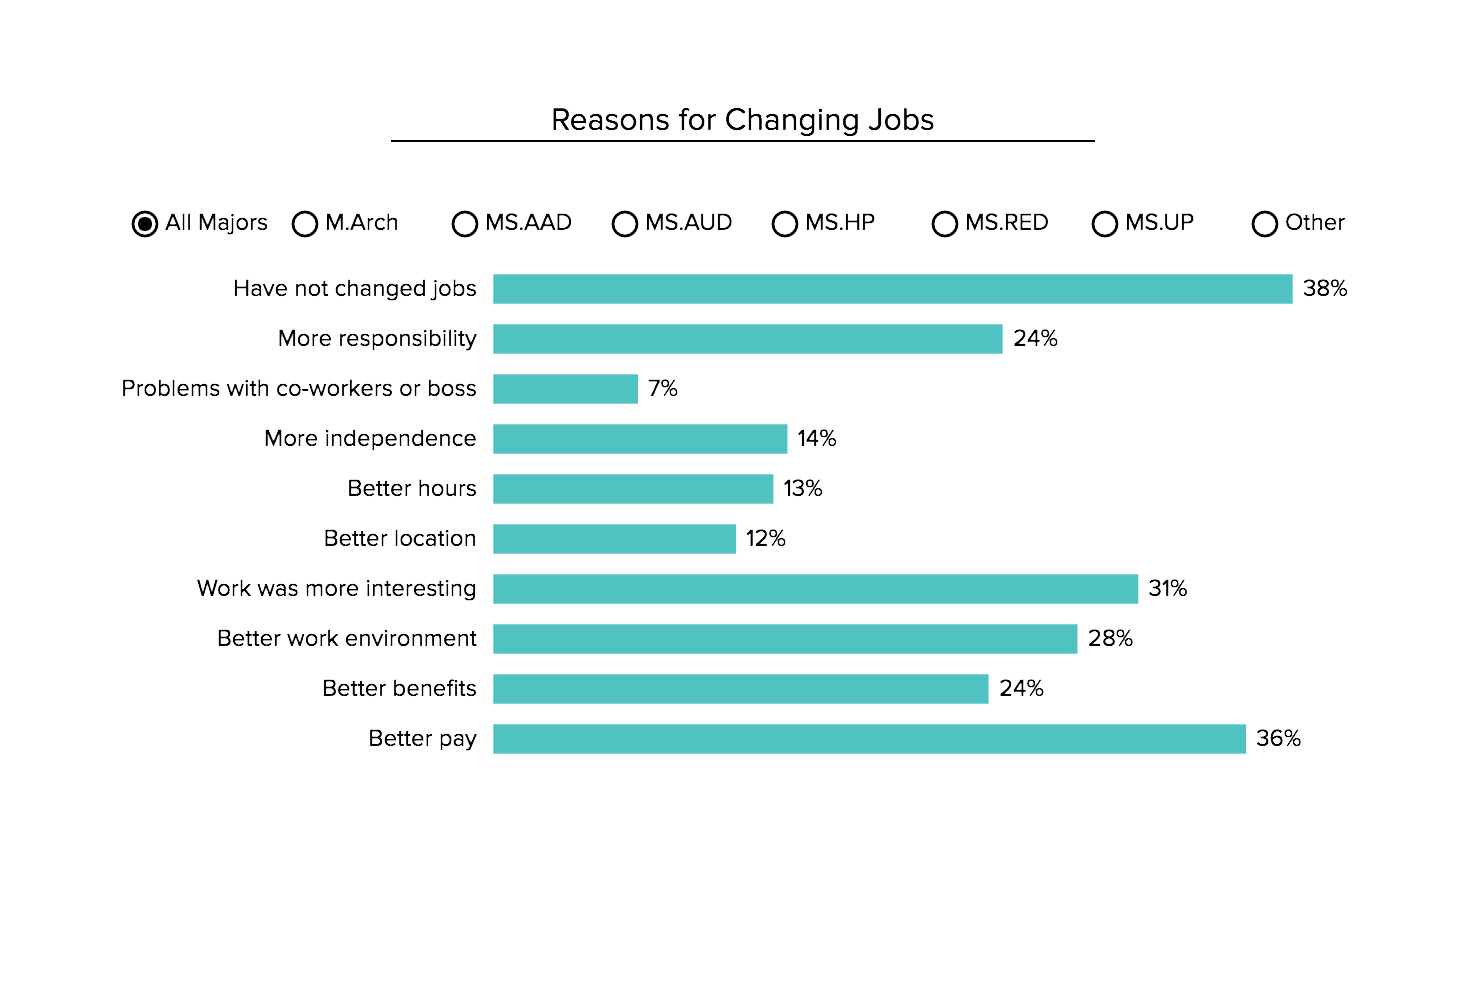 Reasons for Changing Jobs
All Majors M.Arch MS.AAD MS.AUD MS.HP MS.RED MS.UP Other
Have not changed jobs 38%
More responsibility 24%
Problems with co-workers or boss 7%
More independence 14%
Better hours 13%
Better location 12%
Work was more interesting 31%
Better work environment 28%
Better benefits 24%
Better pay 36%